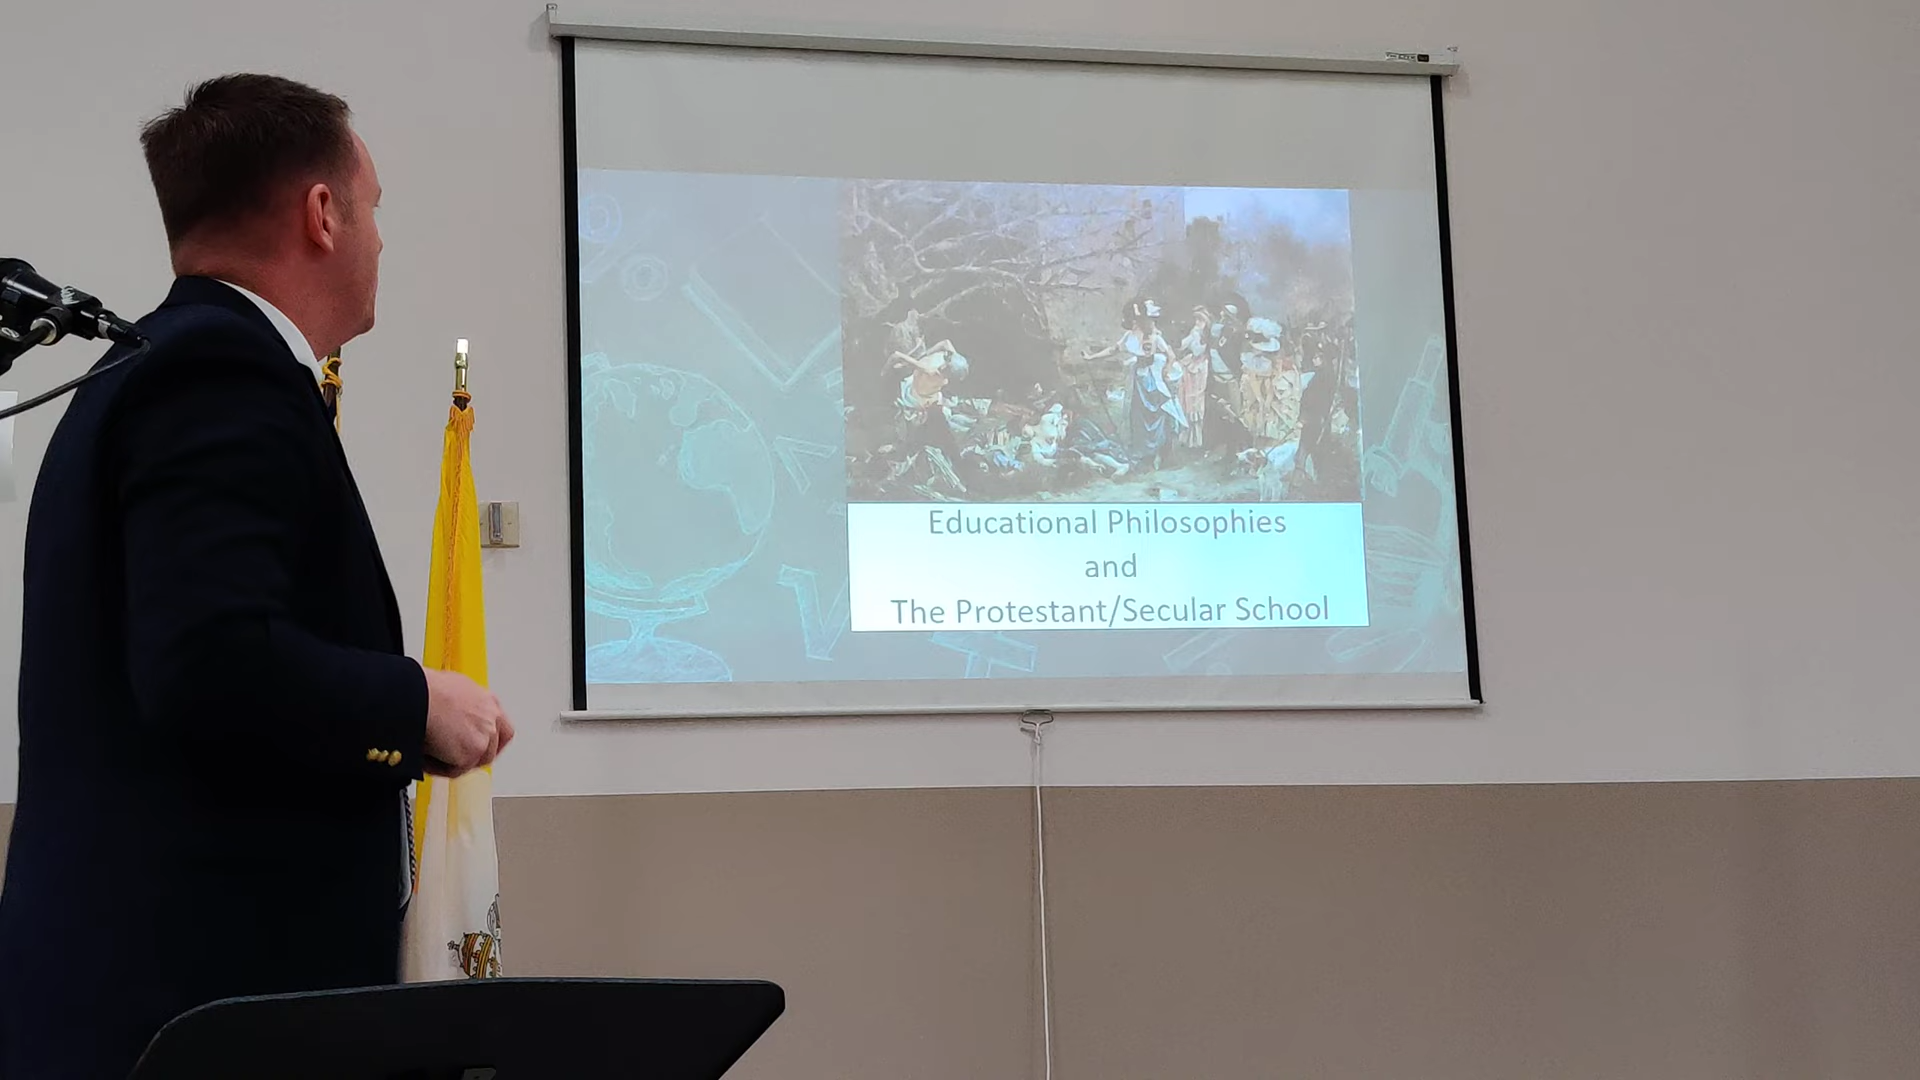 Educational Philosophies
and
The Protestant/Secular School